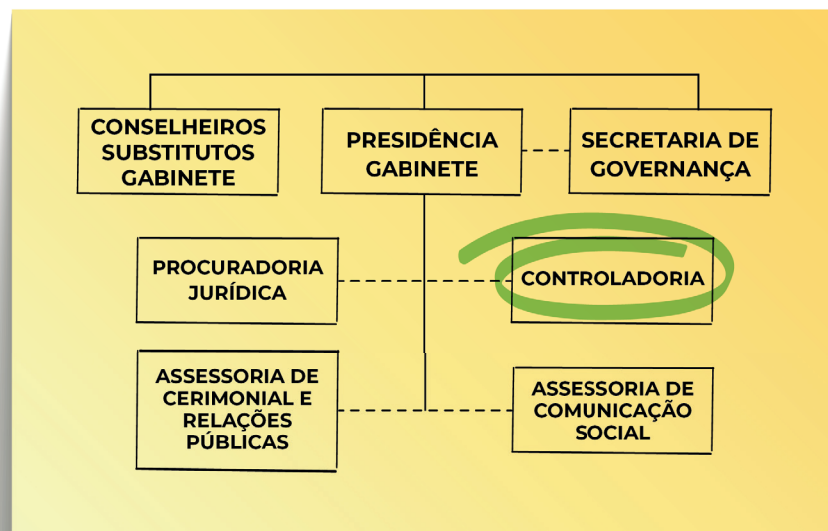 CONSELHEIROS
SUBSTITUTOS
GABINETE
PRESIDÊNCIA
GABINETE
SECRETARIA DE
GOVERNANÇA
PROCURADORIA
JURÍDICA
CONTROLADORIA
ASSESSORIA DE
CERIMONIAL E
RELAÇÕES
PÚBLICAS
ASSESSORIA DE
COMUNICAÇÃO
SOCIAL